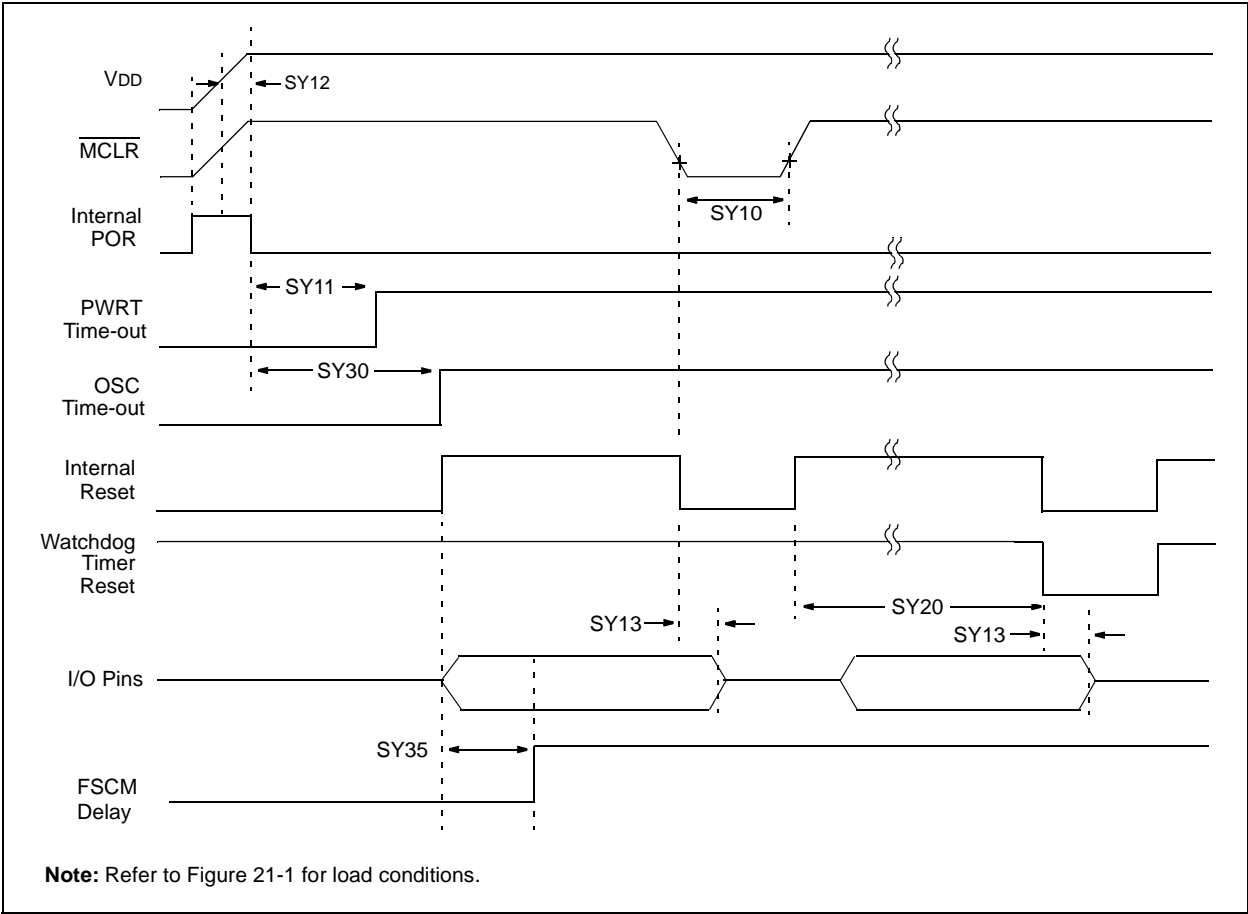 VDD
SY12
MCLR
SY10
Internal
POR
SY11
PWRT
Time-out
SY30
OSC
Time-out
Internal
Reset
Watchdog
Timer
Reset
SY20
SY13
SY13
I/O Pins
SY35
FSCM
Delay
Note: Refer to Figure 21-1 for load conditions.